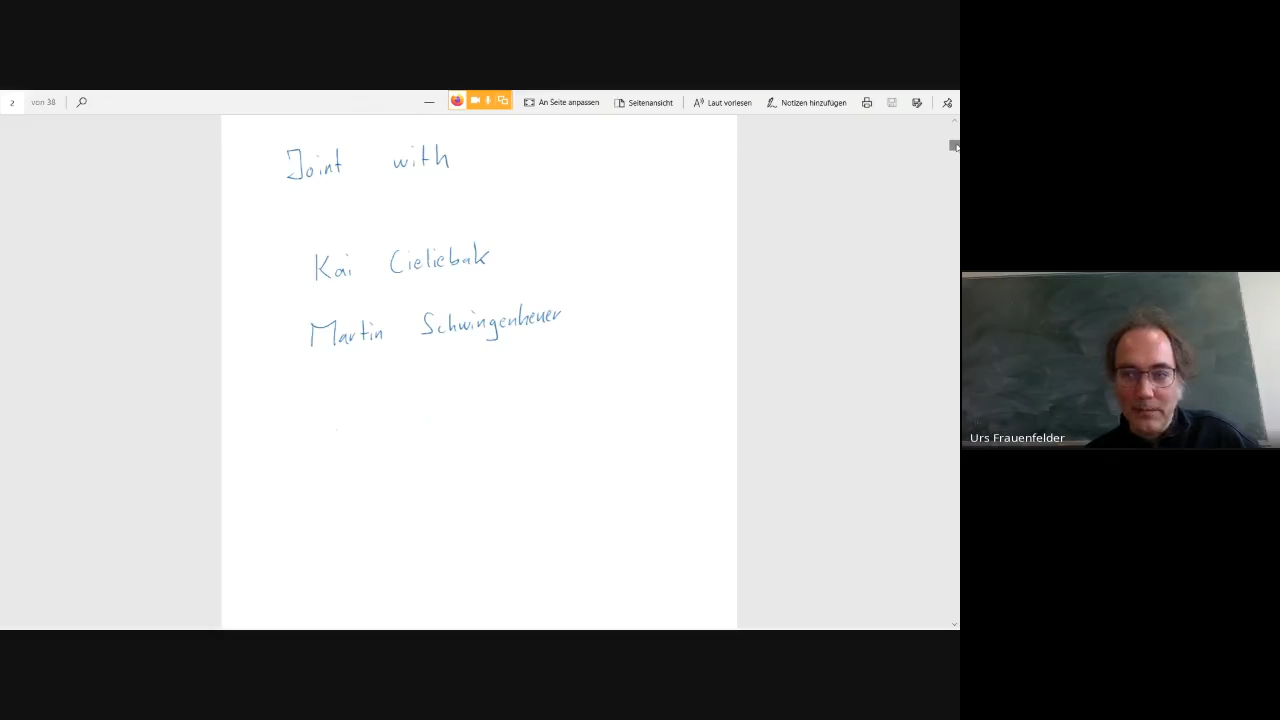 2 von 38 An Seite anpassen Seitenansicht Laut vorlesen Notizen hinzufügen
Joint with
Kai Cieliebak
Martin Schwingenheuer
Urs Frauenfelder